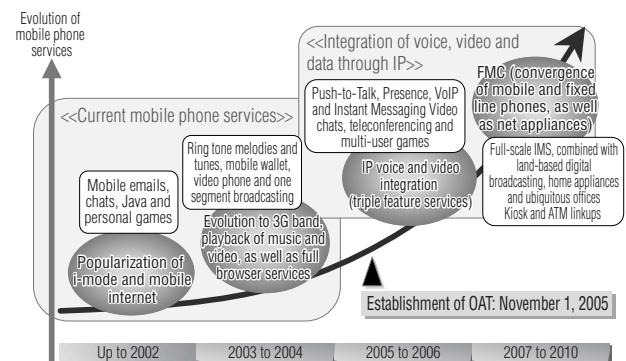 Evolution of
mobile phone
services
<<Integration of voice, video and
data through IP>>
FMC (convergence
of mobile and fixed
line phones, as well
as net appliances)
Push-to-Talk, Presence, VoIP
and Instant Messaging Video
chats, teleconferencing and
multi-user games
<<Current mobile phone services>>
Ring tone melodies and
tunes, mobile wallet,
video phone and one
segment broadcasting
Full-scale IMS, combined with
land-based digital
broadcasting, home appliances
and ubiquitous offices
Kiosk and ATM linkups
Mobile emails,
chats, Java and
personal games
IP voice and video
integration
(triple feature services)
Evolution to 3G band,
playback of music and
video, as well as full
browser services
Popularization of
i-mode and mobile
internet
Establishment of OAT: November 1, 2005
Up to 2002
2003 to 2004
2005 to 2006
2007 to 2010